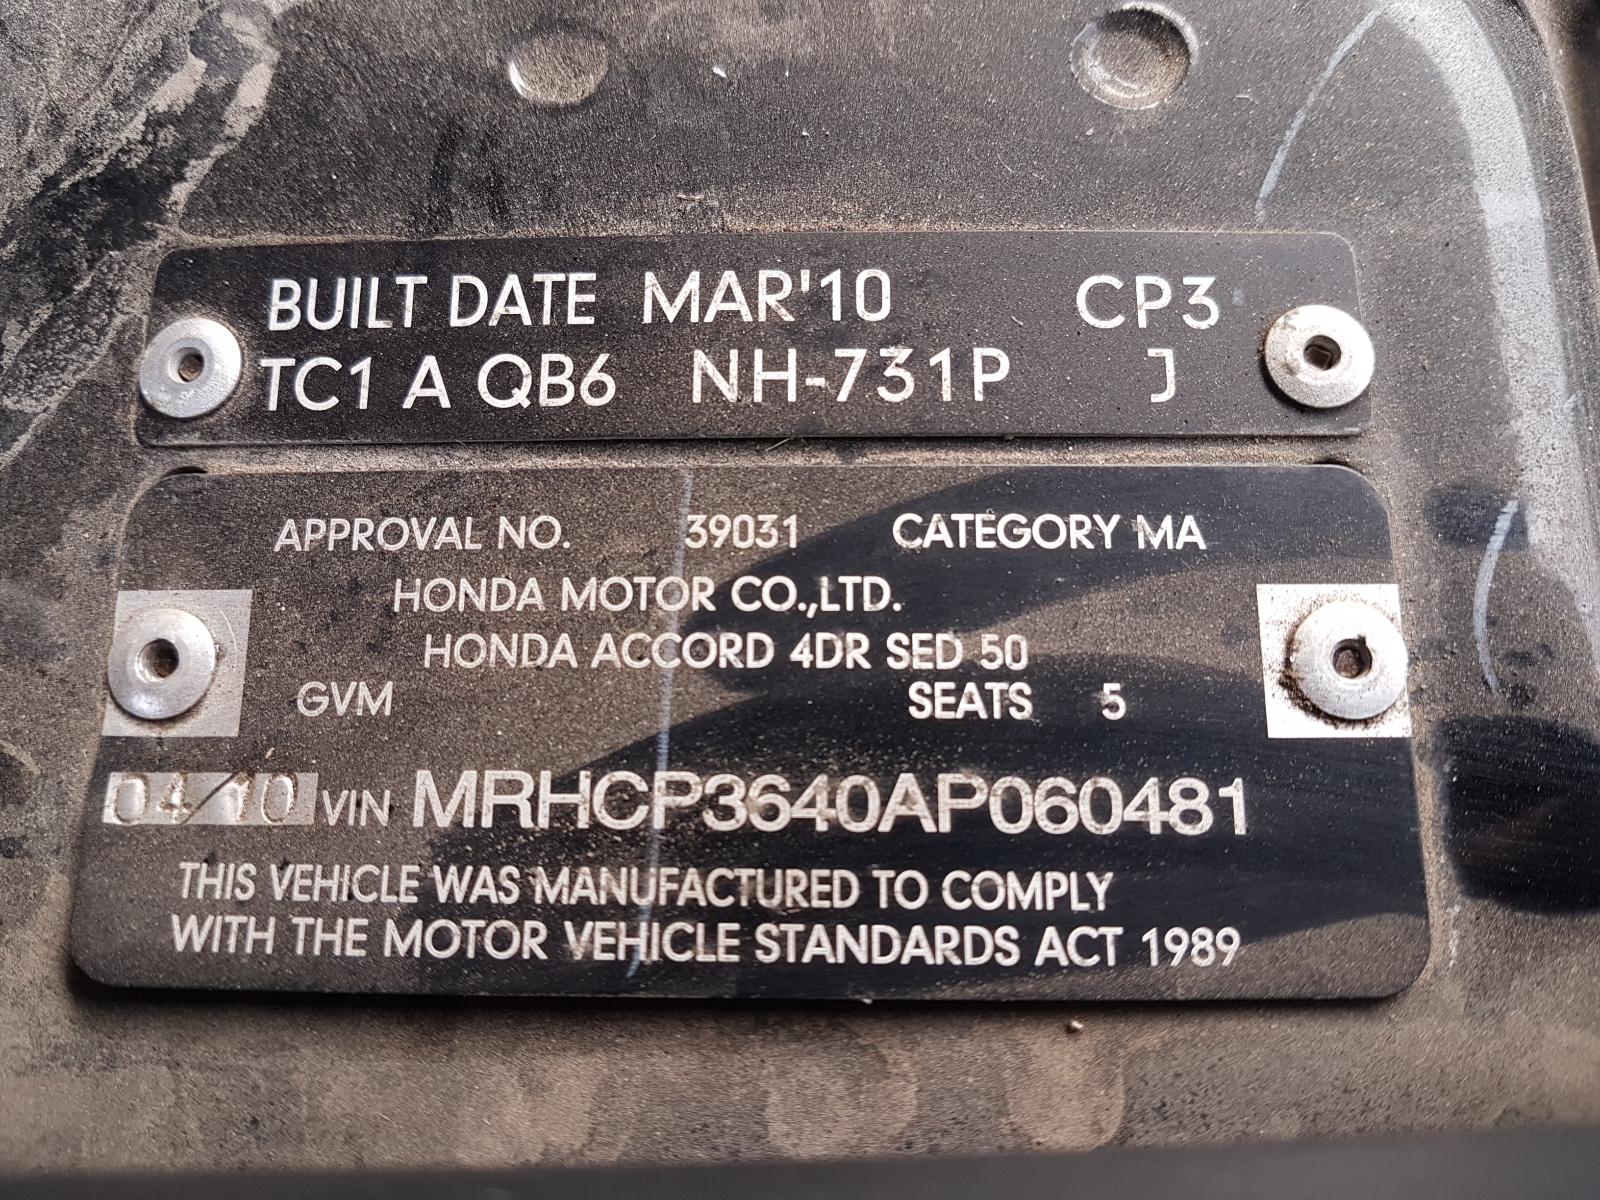 BUILT DATE MAR'10 CP3
TC1 A QB6 NH-731P J
APPROVAL NO. 39031 CATEGORY MA
HONDA MOTOR CO.,LTD.
HONDA ACCORD 4DR SED 50
GVM SEATS 5
04/10 VIN MRHCP3640AP060481
THIS VEHICLE WAS MANUFACTURED TO COMPLY
WITH THE MOTOR VEHICLE STANDARDS ACT 1989